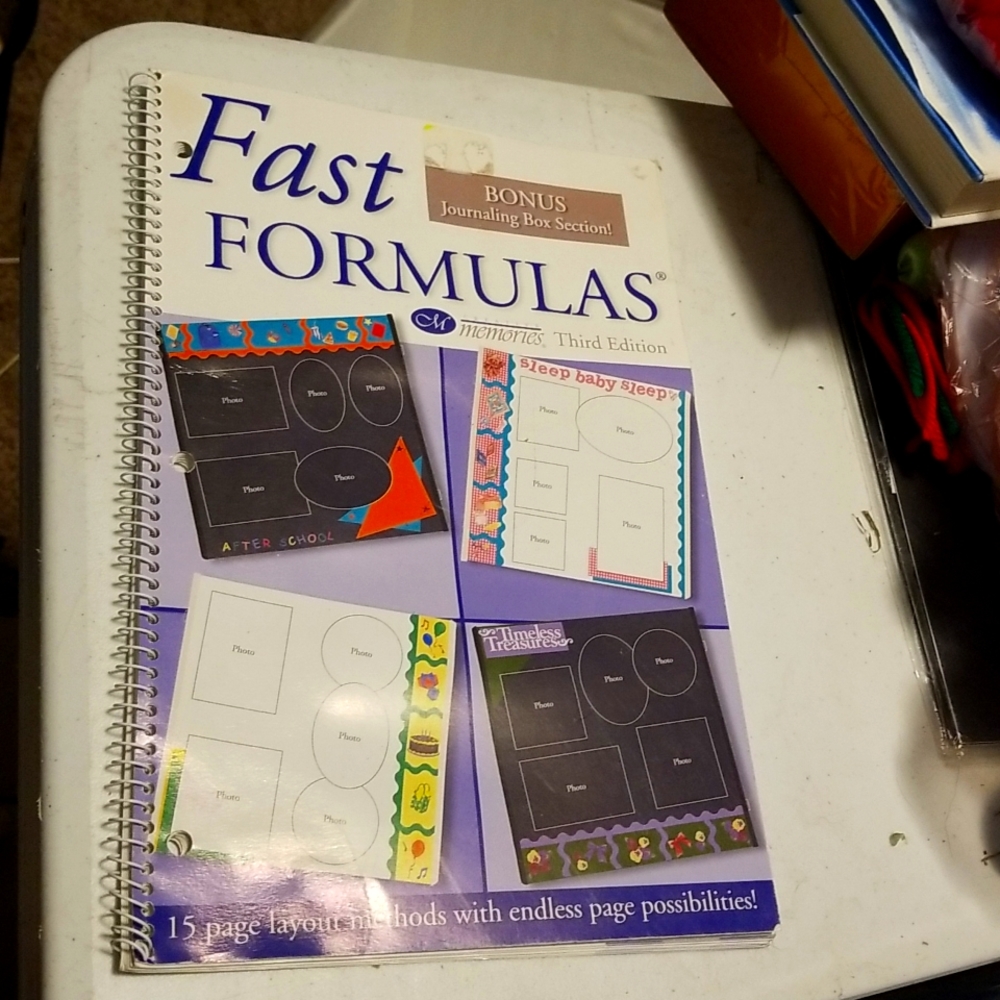 Fast
BONUS
Journaling Box Section!
FORMULAS®
CM memories® Third Edition
Photo
Photo
Photo
Photo
Photo
AFTER SCHOOL
sleep baby sleep
Photo
Photo
Photo
Photo
Photo
Photo
Photo
Photo
Photo
Photo
Timeless
Treasures
Photo
Photo
Photo
Photo
Photo
15 page layout methods with endless page possibilities!